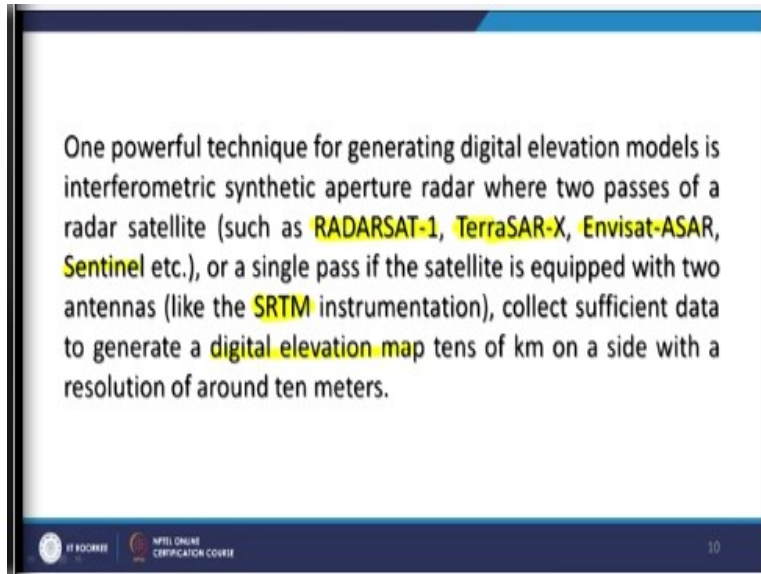 One powerful technique for generating digital elevation models is
interferometric synthetic aperture radar where two passes of a
radar satellite (such as RADARSAT-1, TerraSAR-X, Envisat-ASAR,
Sentinel etc.), or a single pass if the satellite is equipped with two
antennas (like the SRTM instrumentation), collect sufficient data
to generate a digital elevation map tens of km on a side with a
resolution of around ten meters.
IIT ROORKEE
NPTEL ONLINE
CERTIFICATION COURSE
10